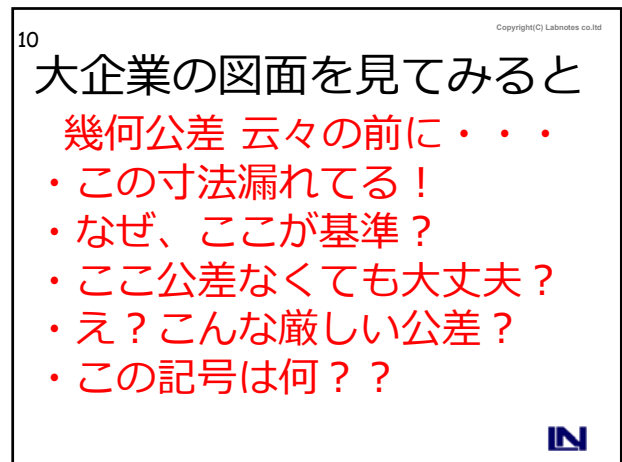 Copyright(C) Labnotes co.ltd
10
大企業の図面を見てみると
幾何公差 云々の前に・・・
・この寸法漏れてる！
・なぜ、ここが基準？
・ここ公差なくても大丈夫？
・え？こんな厳しい公差？
・この記号は何？？
LN